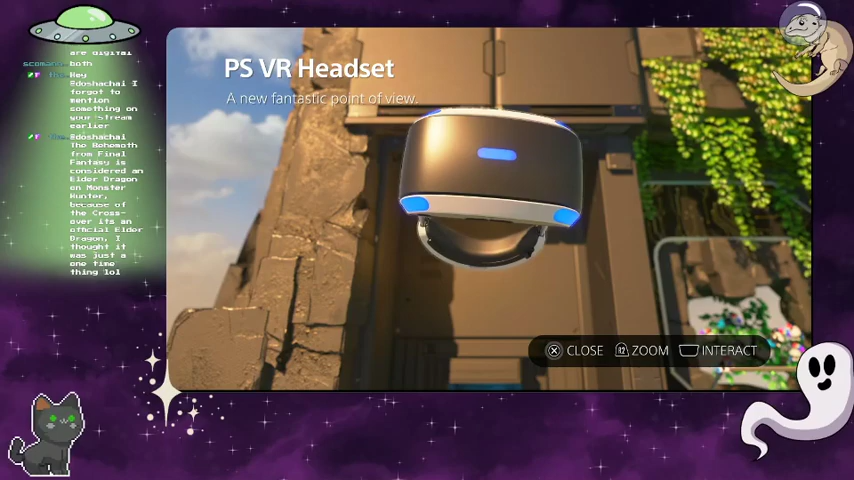 are digital
both
Hey
@doshachai I
forgot to
mention
something on
your stream
earlier
@doshachai
The Behemoth
from Final
Fantasy is
considered an
Elder Dragon
on Monster
Hunter,
because of
the Cross-
over its an
official Elder
Dragon, I
thought it
was just a
one time
thing lol
PS VR Headset
A new fantastic point of view.
CLOSE R2 ZOOM INTERACT